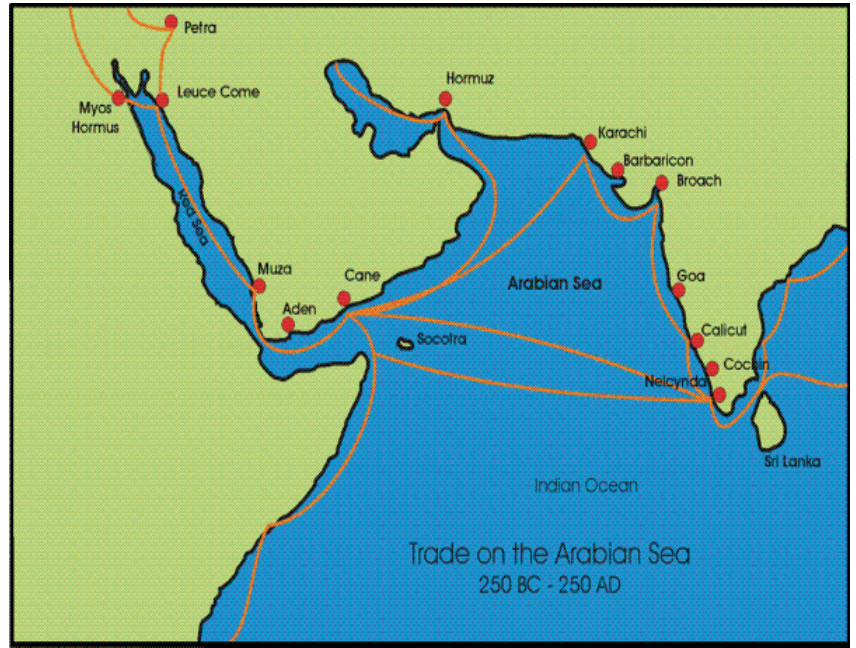 Petra
Leuce Come
Myos
Hormus
Hormuz
Karachi
Barbaricon
Broach
Red Sea
Muza
Cane
Aden
Arabian Sea
Goa
Socotra
Calicut
Cochin
Nelcynda
Sri Lanka
Indian Ocean
Trade on the Arabian Sea
250 BC - 250 AD